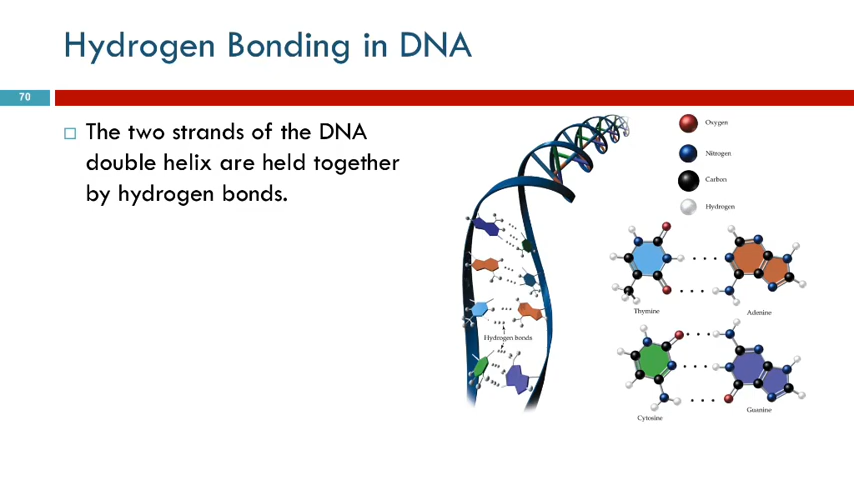 Hydrogen Bonding in DNA
70
□ The two strands of the DNA
double helix are held together
by hydrogen bonds.
Oxygen
Nitrogen
Carbon
Hydrogen
Thymine
Adenine
Hydrogen bonds
Cytosine
Guanine